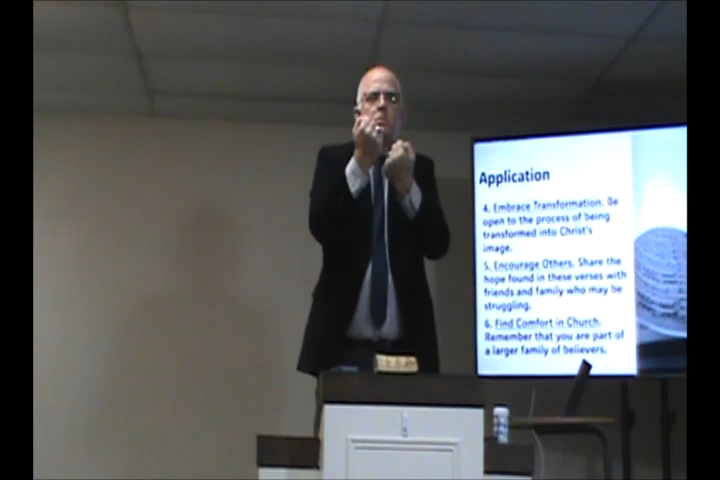 Application
4. Embrace Transformation. Be
open to the process of being
transformed into Christ's
image.
5. Encourage Others. Share the
hope found in these verses with
friends and family who may be
struggling.
6. Find Comfort in Church.
Remember that you are part of
a larger family of believers.